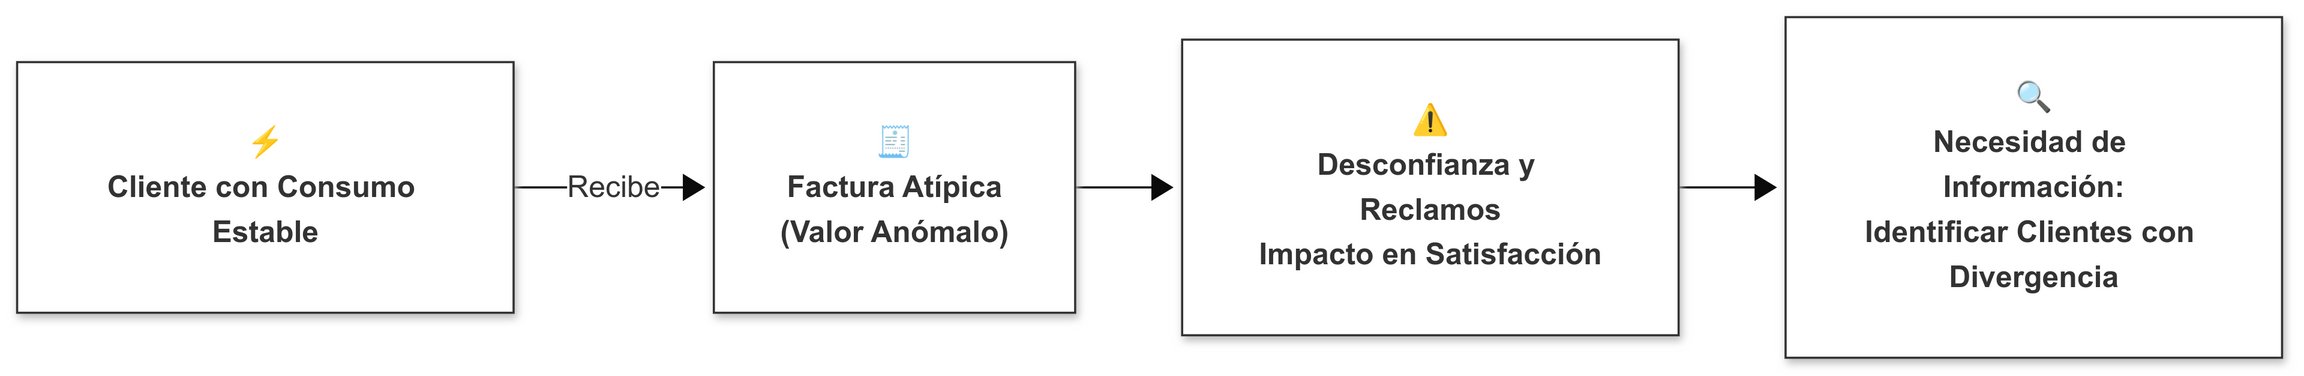 Cliente con Consumo
Estable
Recibe
Factura Atípica
(Valor Anómalo)
Desconfianza y
Reclamos
Impacto en Satisfacción
Necesidad de
Información:
Identificar Clientes con
Divergencia